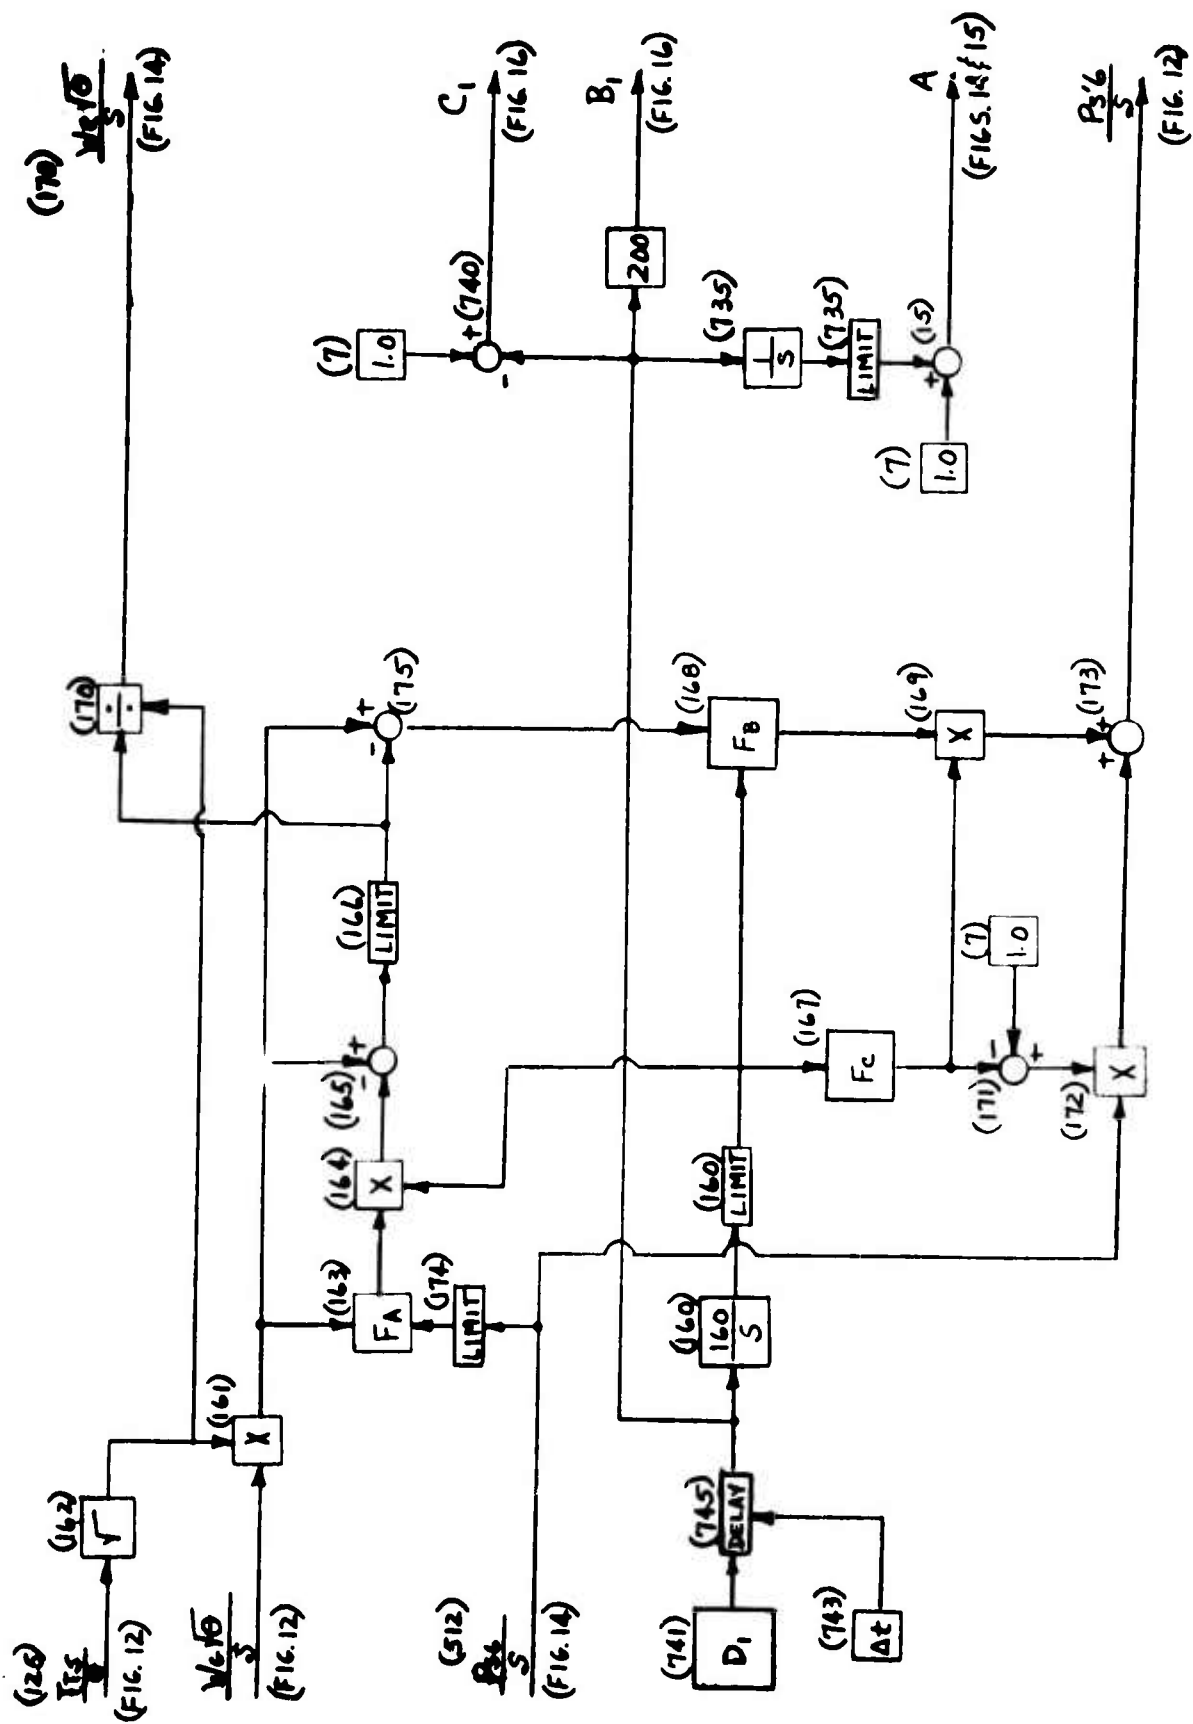 (126)
(FIG. 12)
(162)
√
(161)
X
W6√θ
S
(FIG. 12)
(512)
S
(FIG. 14)
(741)
D1
(745)
DELAY
(743)
Δt
(163)
FA
(174)
LIMIT
(160)
160
S
(160)
LIMIT
(164)
X
(165)
-
+
(166)
LIMIT
(167)
FC
(171)
-
+
(7)
1.0
(172)
X
(170)
÷
+
-
(175)
(168)
FB
(169)
X
(173)
+
+
(7)
1.0
+
-
(740)
200
(735)
1
S
(735)
LIMIT
(7)
1.0
+
(15)
(170)
S
(FIG. 14)
C1
(FIG. 16)
B1
(FIG. 16)
A
(FIGS. 14 & 15)
PS'6
S
(FIG. 12)